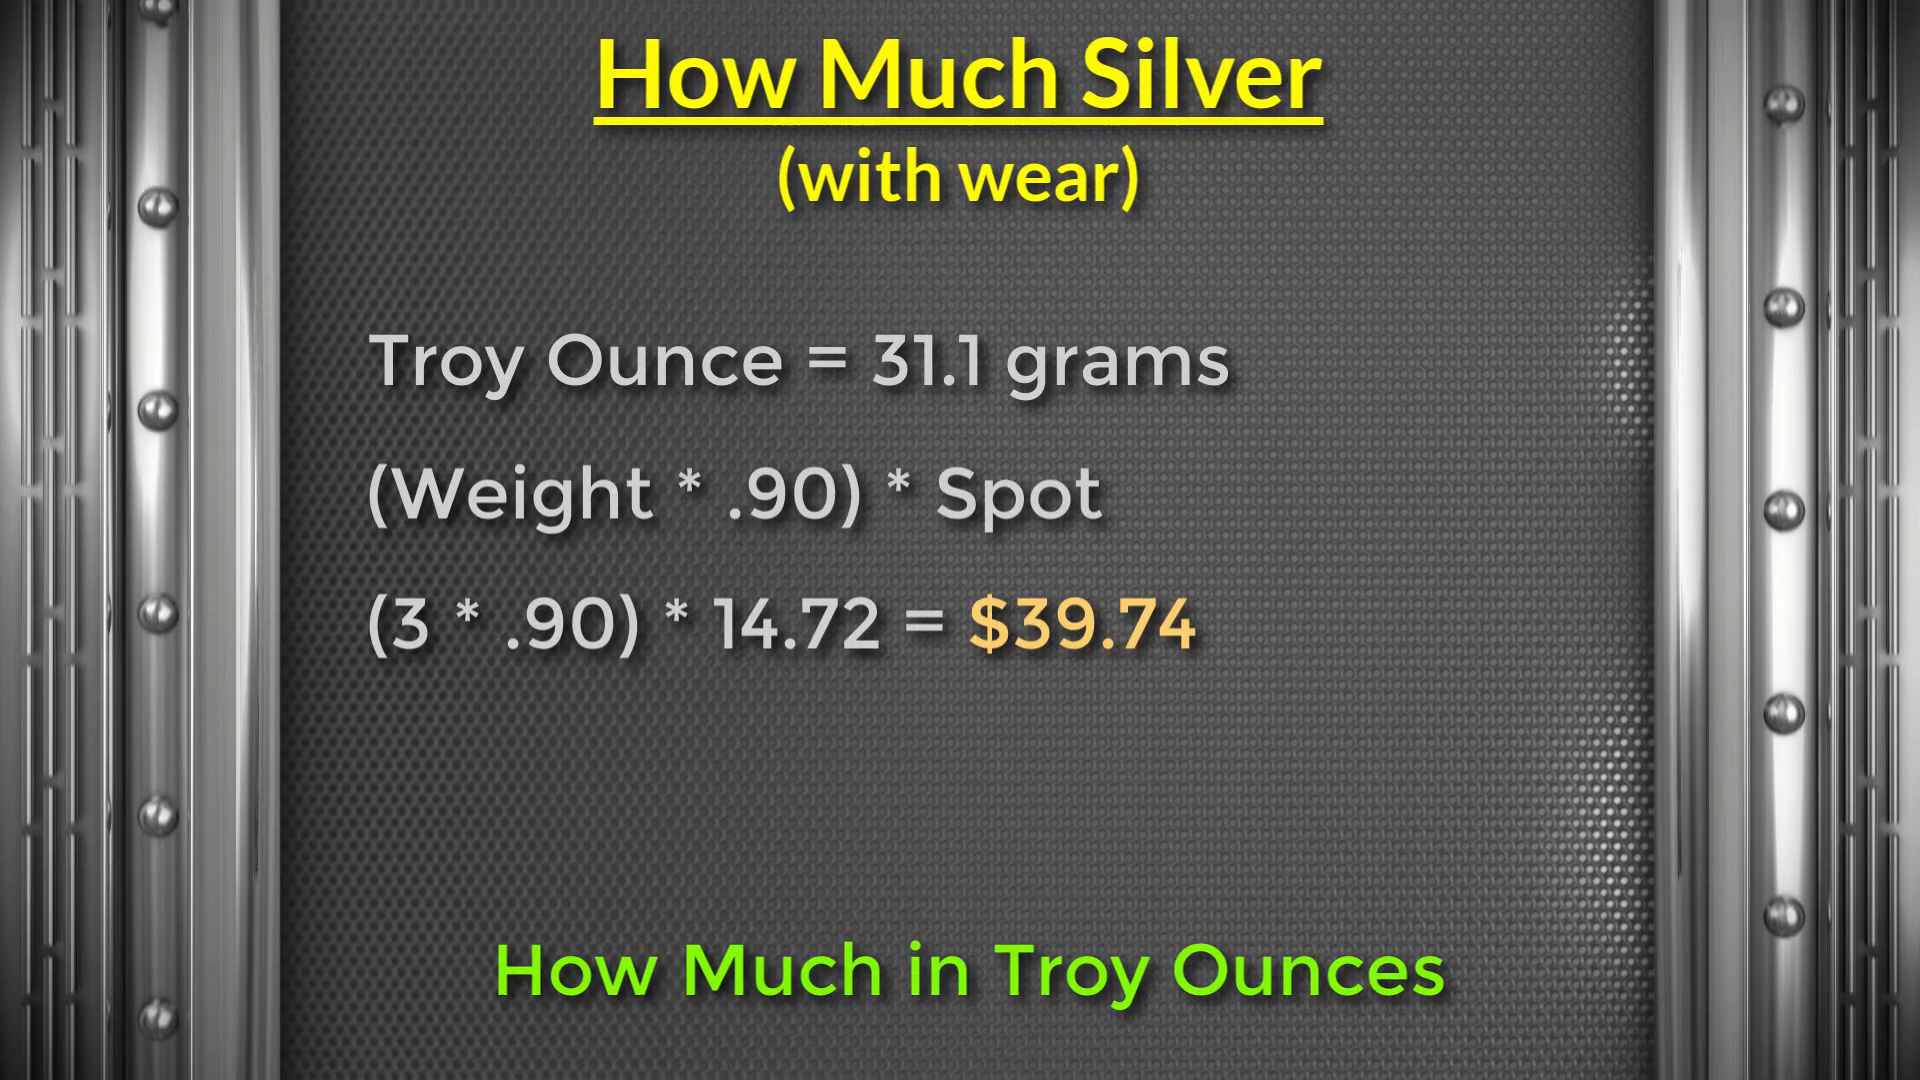 How Much Silver
(with wear)
Troy Ounce = 31.1 grams
(Weight * .90) * Spot
(3 * .90) * 14.72 = $39.74
How Much in Troy Ounces